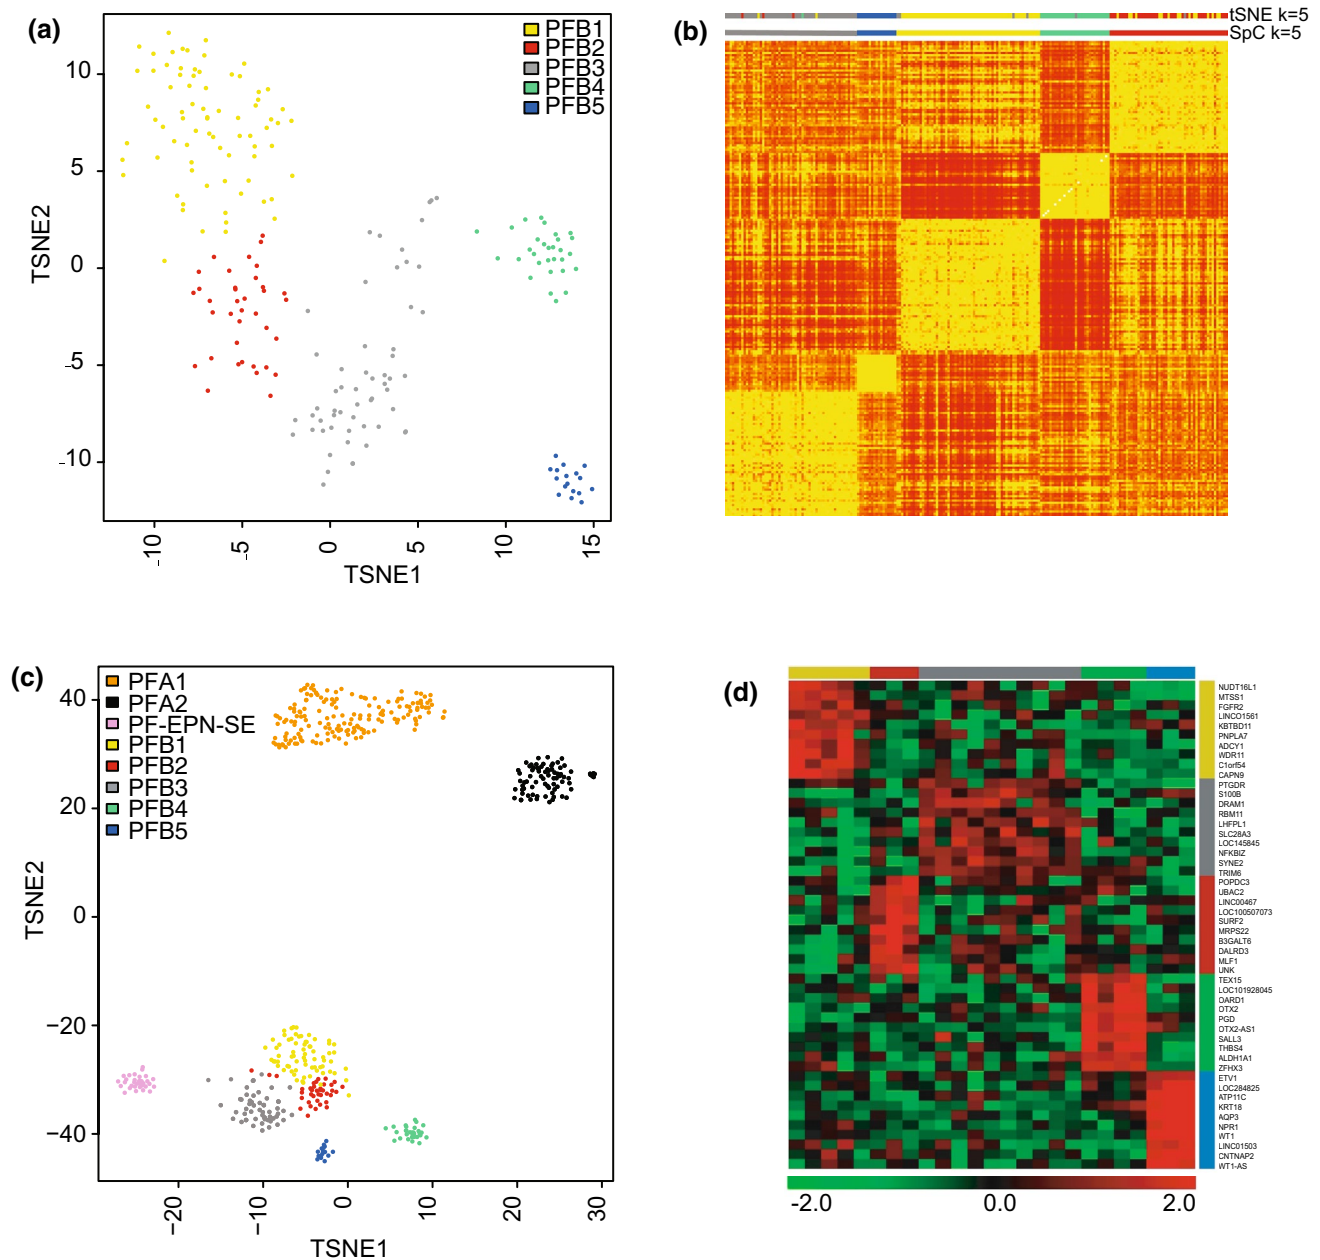 (a)
PFB1
PFB2
PFB3
PFB4
PFB5
10
5
0
-5
-10
TSNE2
-10
-5
0
5
10
15
TSNE1
(b)
tSNE k=5
SpC k=5
(c)
PFA1
PFA2
PF-EPN-SE
PFB1
PFB2
PFB3
PFB4
PFB5
40
20
0
−20
−40
TSNE2
−20
−10
0
10
20
30
TSNE1
(d)
NUDT16L1
MTSS1
FGFR2
LINC01561
KBTBD11
PNPLA7
ADCY1
WDR11
C1orf54
CAPN9
PTGDR
S100B
DRAM1
RBM11
LHFPL1
SLC28A3
LOC145845
NFKBIZ
SYNE2
TRIM6
POPDC3
UBAC2
LINC00467
LOC100507073
SURF2
MRPS22
B3GALT6
DALRD3
MLF1
UNK
TEX15
LOC101928045
OARD1
OTX2
PGD
OTX2-AS1
SALL3
THBS4
ALDH1A1
ZFHX3
ETV1
LOC284825
ATP11C
KRT18
AQP3
NPR1
WT1
LINC01503
CNTNAP2
WT1-AS
-2.0
0.0
2.0